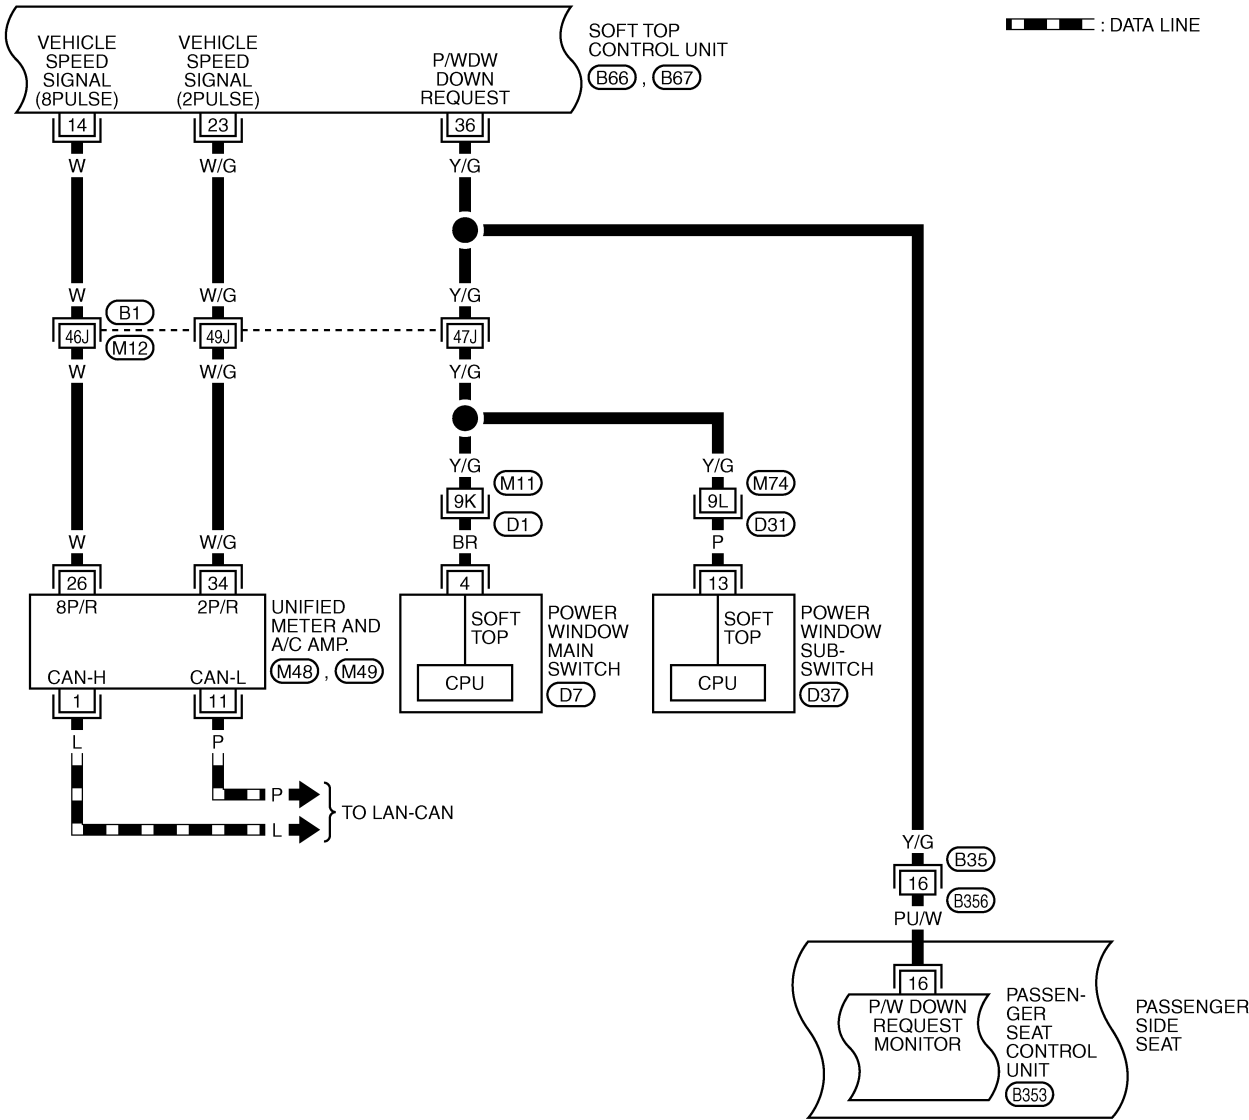 : DATA LINE
SOFT TOP
CONTROL UNIT
B66 , B67
VEHICLE
SPEED
SIGNAL
(8PULSE)
VEHICLE
SPEED
SIGNAL
(2PULSE)
P/WDW
DOWN
REQUEST
14
23
36
W
W/G
Y/G
W
W/G
Y/G
B1
46J
49J
47J
M12
W
W/G
Y/G
Y/G
Y/G
M11
M74
9K
9L
D1
D31
W
W/G
BR
P
26
34
4
13
8P/R
2P/R
UNIFIED
METER AND
A/C AMP.
M48 , M49
CAN-H
CAN-L
SOFT
TOP
CPU
POWER
WINDOW
MAIN
SWITCH
D7
SOFT
TOP
CPU
POWER
WINDOW
SUB-
SWITCH
D37
1
11
L
P
P
L
TO LAN-CAN
Y/G
B35
16
B356
PU/W
16
P/W DOWN
REQUEST
MONITOR
PASSEN-
GER
SEAT
CONTROL
UNIT
B353
PASSENGER
SIDE
SEAT